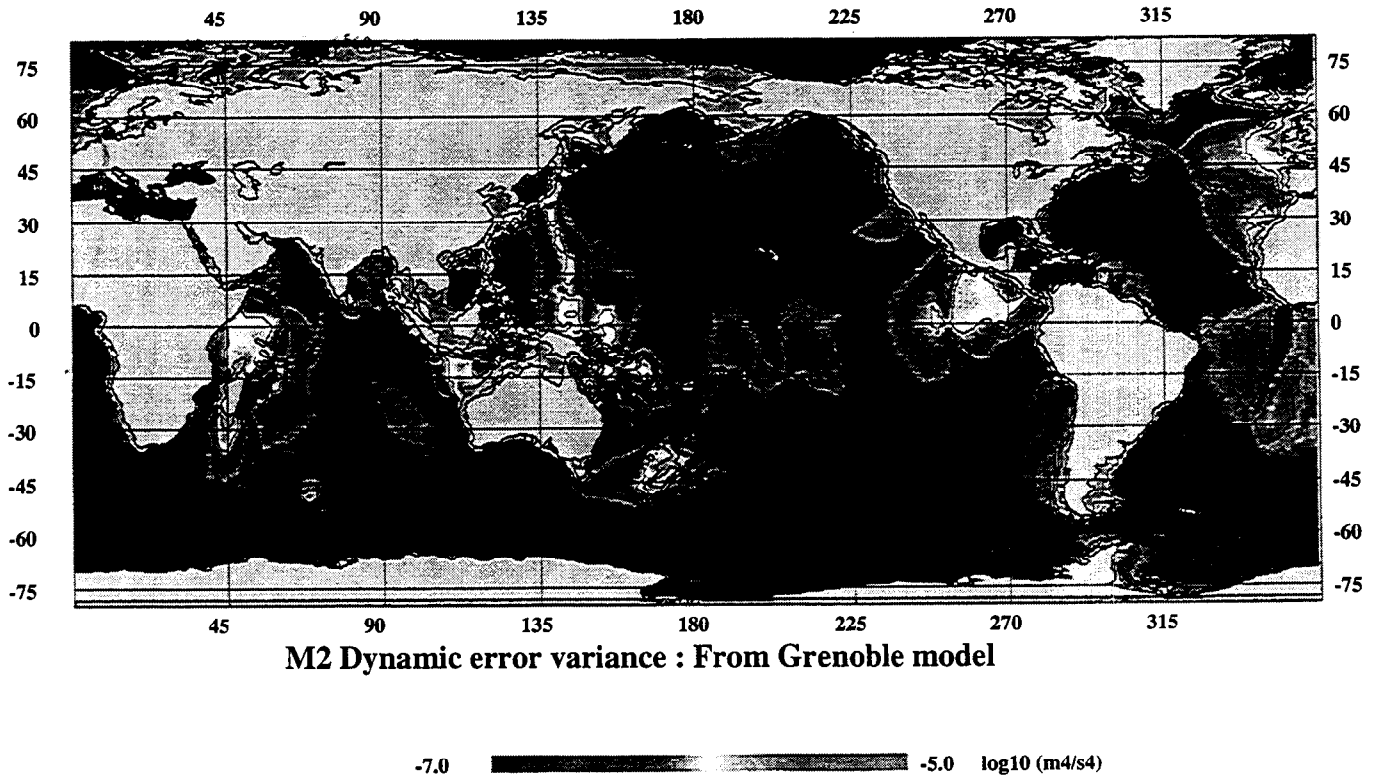 45 90 135 180 225 270 315
75 75
60 60
45 45
30 30
15 15
0 0
-15 -15
-30 -30
-45 -45
-60 -60
-75 -75
45 90 135 180 225 270 315
M2 Dynamic error variance : From Grenoble model
-7.0 -5.0 log10 (m4/s4)